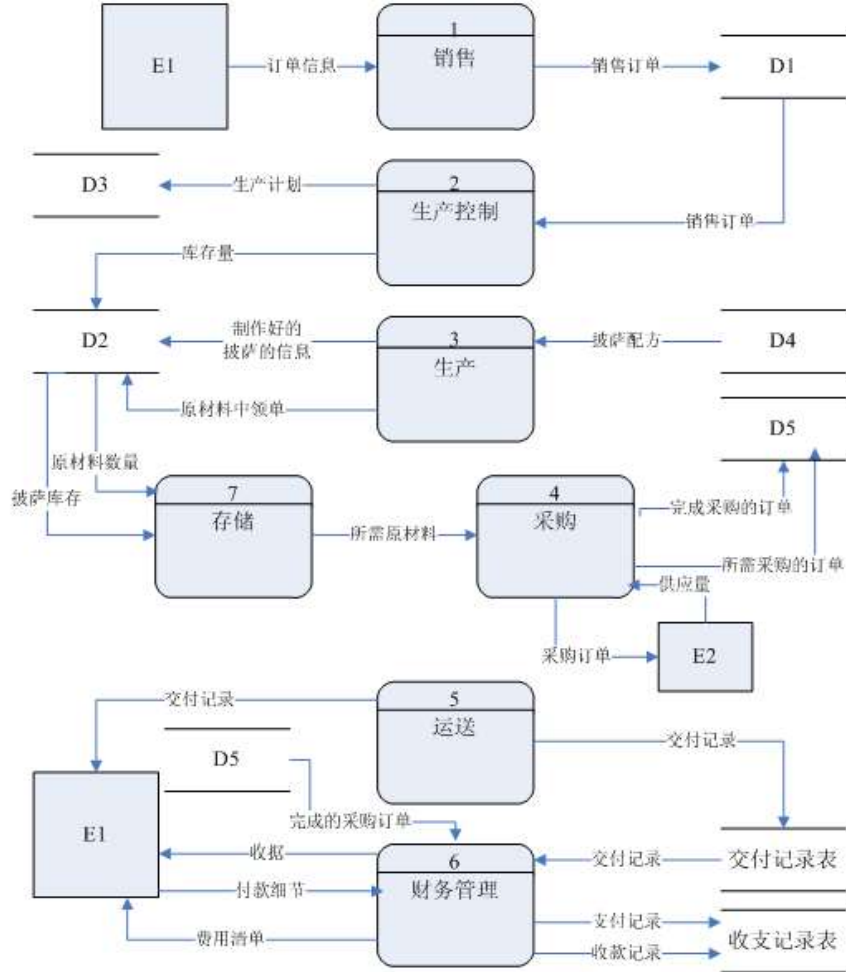 1
E1
订单信息
销售
销售订单
D1
D3
生产计划
2
生产控制
销售订单
库存量
D2
制作好的
披萨的信息
3
生产
披萨配方
D4
原材料中领单
D5
原材料数量
披萨库存
7
存储
所需原材料
4
采购
完成采购的订单
所需采购的订单
供应量
采购订单
E2
交付记录
5
运送
交付记录
D5
E1
完成的采购订单
收据
6
财务管理
交付记录
交付记录表
付款细节
支付记录
收支记录表
费用清单
收款记录